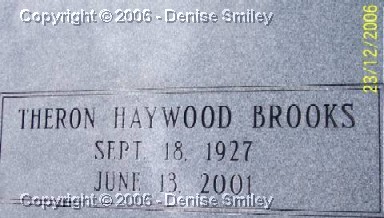 Copyright © 2006 - Denise Smiley
23/12/2006
THERON HAYWOOD BROOKS
SEPT. 18, 1927
JUNE 13, 2001
Copyright © 2006 - Denise Smiley